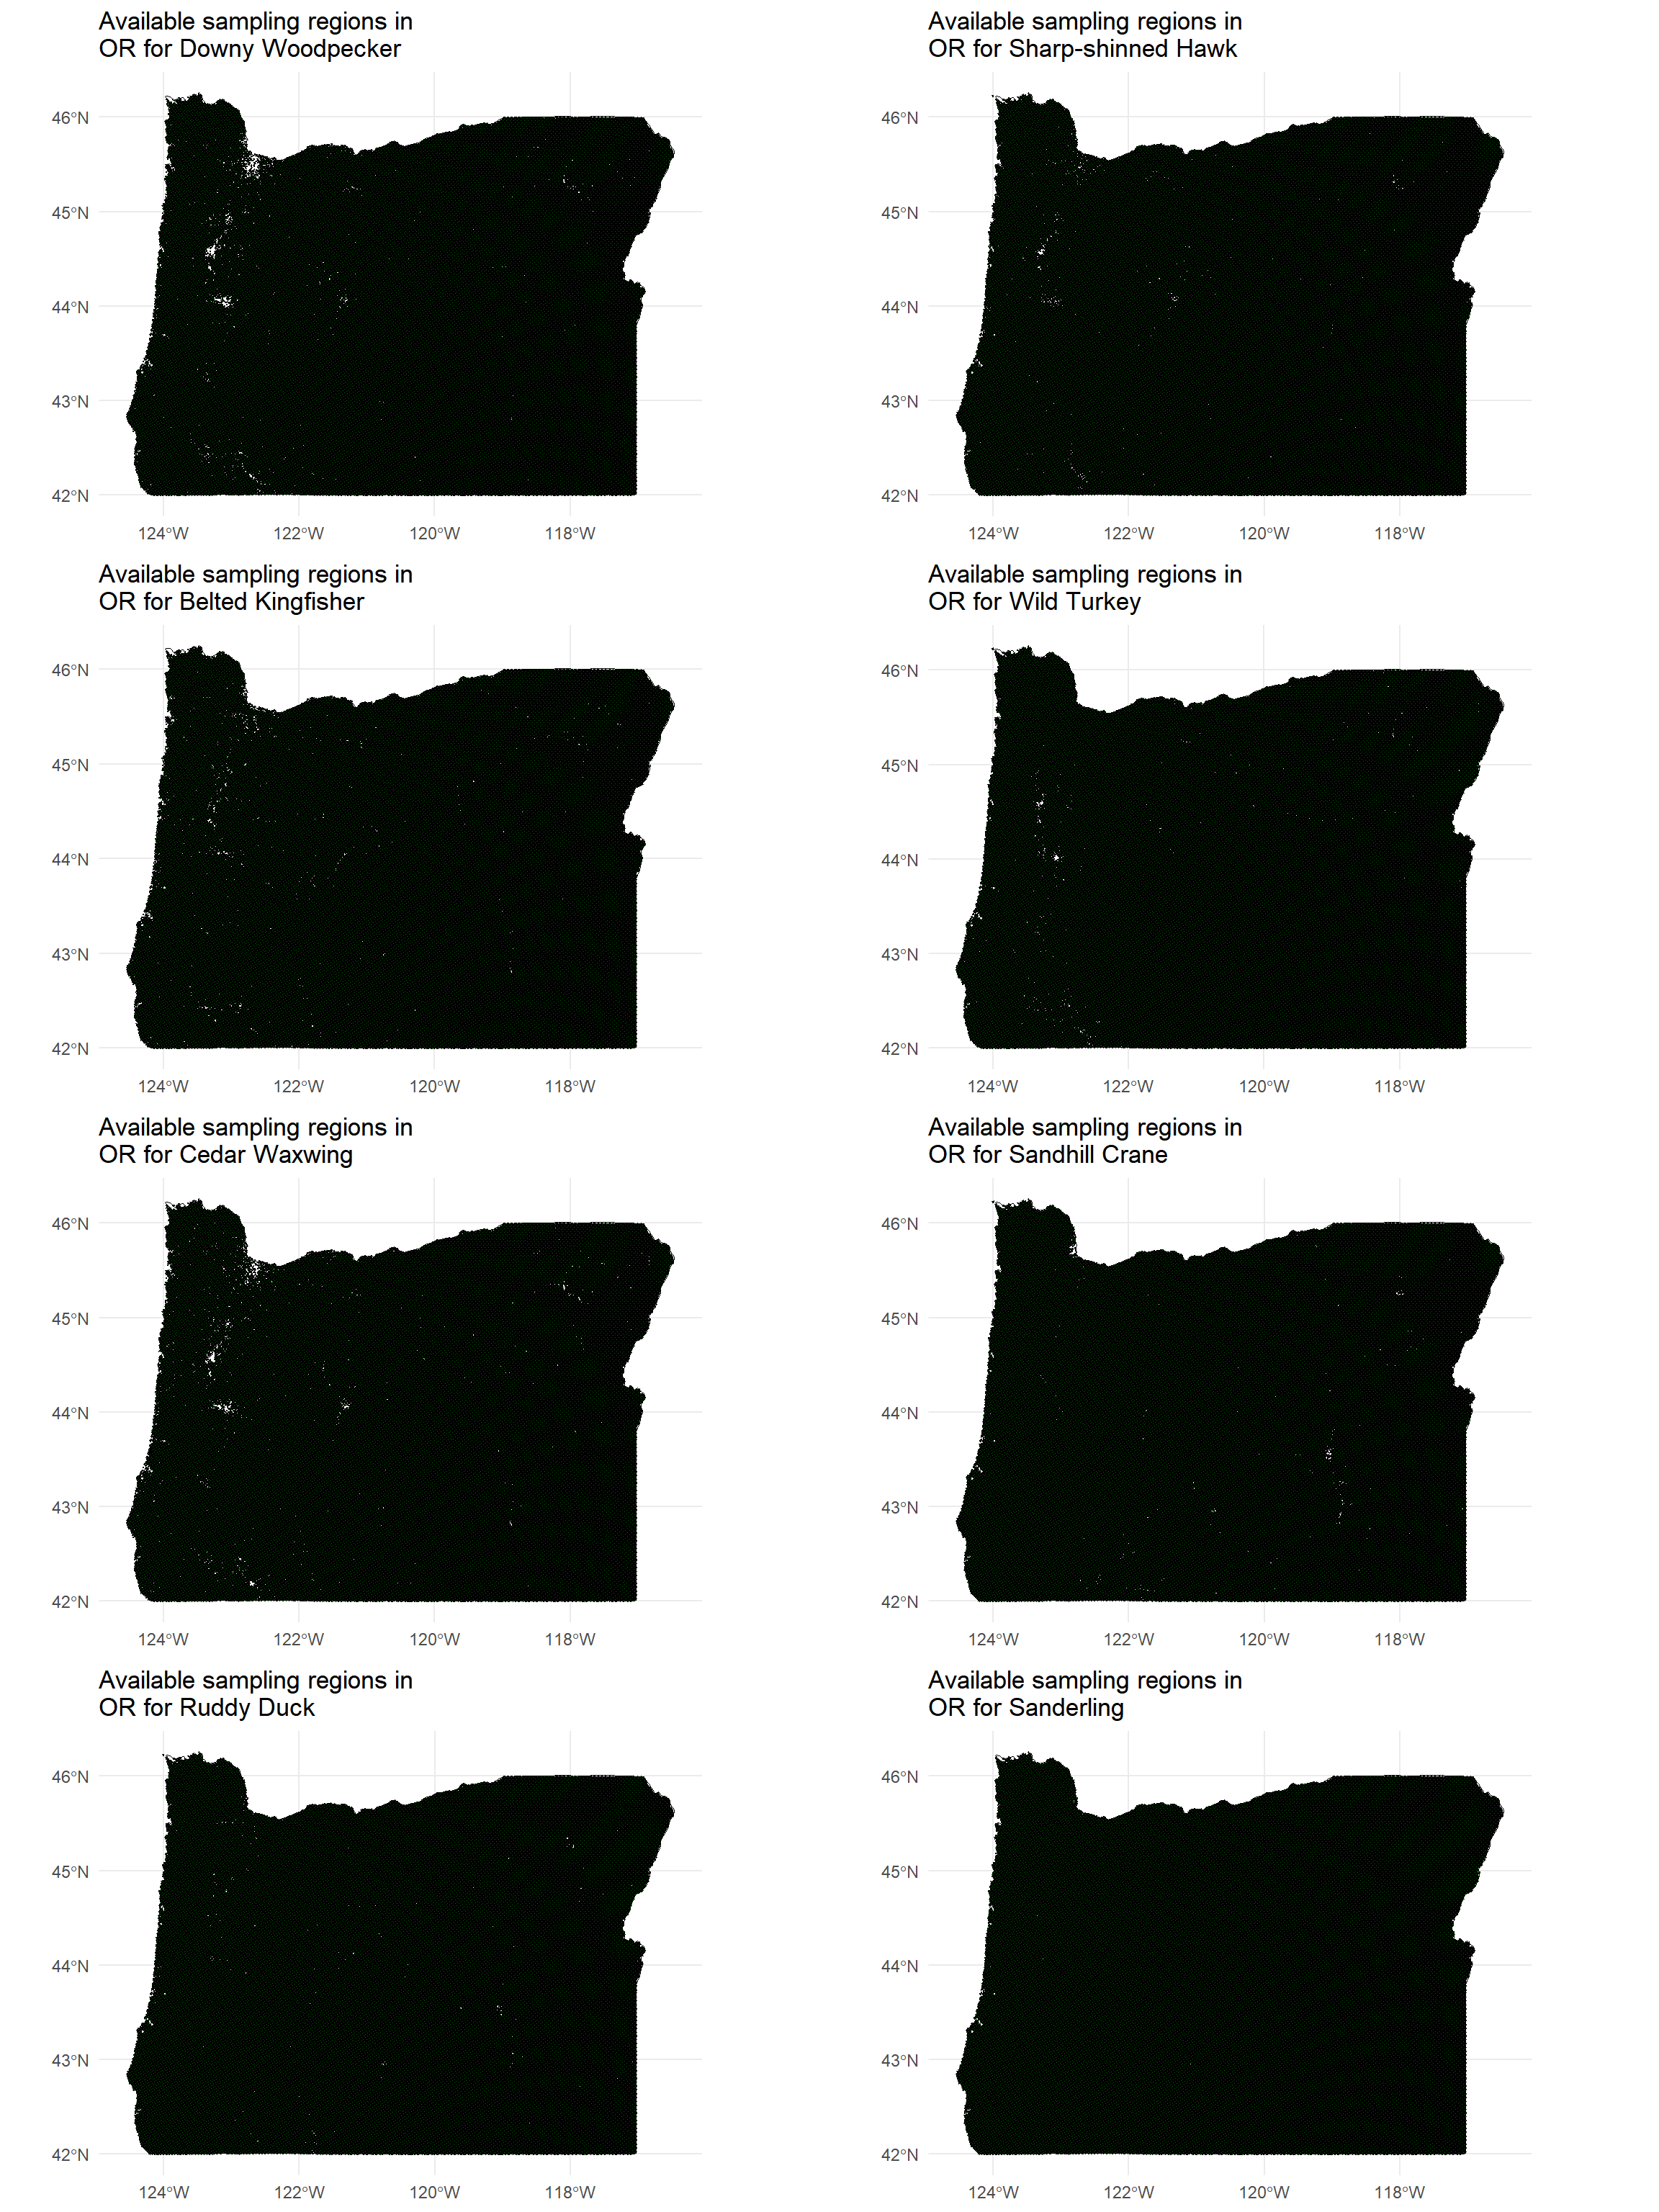 Available sampling regions in
OR for Downy Woodpecker
46°N
45°N
44°N
43°N
42°N
124°W
122°W
120°W
118°W
Available sampling regions in
OR for Sharp-shinned Hawk
46°N
45°N
44°N
43°N
42°N
124°W
122°W
120°W
118°W
Available sampling regions in
OR for Belted Kingfisher
46°N
45°N
44°N
43°N
42°N
124°W
122°W
120°W
118°W
Available sampling regions in
OR for Wild Turkey
46°N
45°N
44°N
43°N
42°N
124°W
122°W
120°W
118°W
Available sampling regions in
OR for Cedar Waxwing
46°N
45°N
44°N
43°N
42°N
124°W
122°W
120°W
118°W
Available sampling regions in
OR for Sandhill Crane
46°N
45°N
44°N
43°N
42°N
124°W
122°W
120°W
118°W
Available sampling regions in
OR for Ruddy Duck
46°N
45°N
44°N
43°N
42°N
124°W
122°W
120°W
118°W
Available sampling regions in
OR for Sanderling
46°N
45°N
44°N
43°N
42°N
124°W
122°W
120°W
118°W